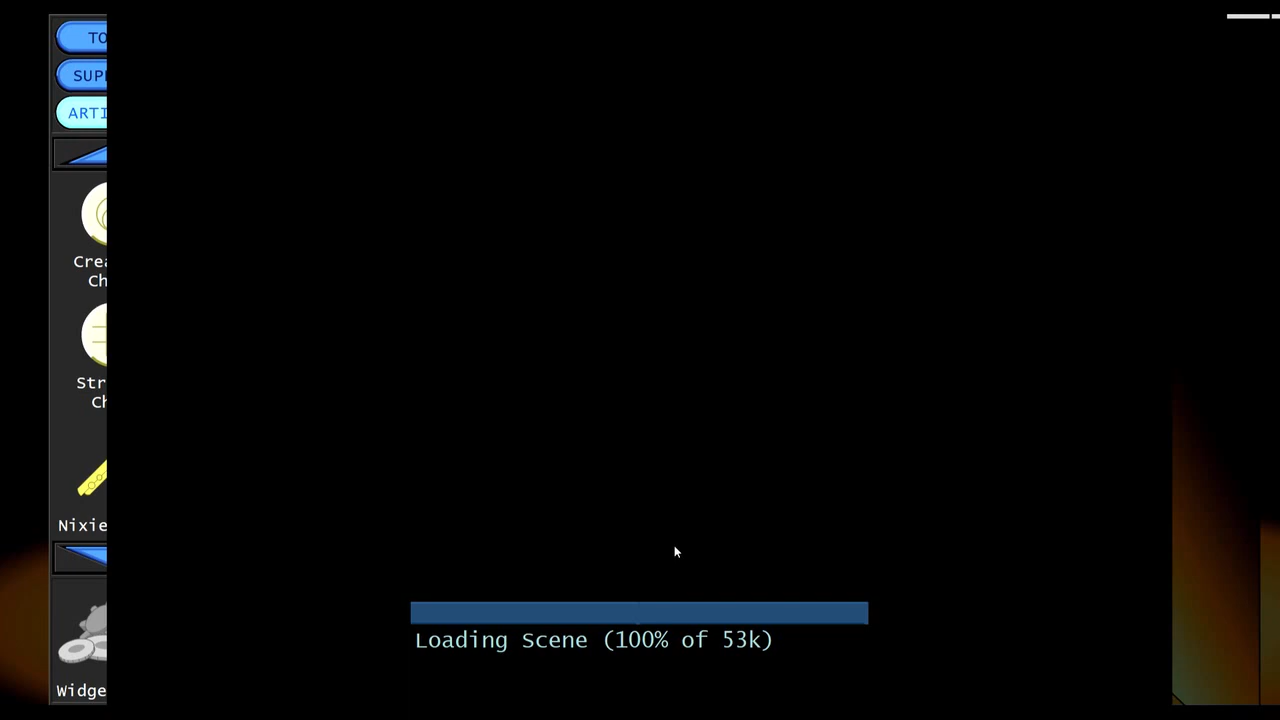 TO
SUP
ARTI
Crea
Ch
Str
Ch
Nixie
Widge
Loading Scene (100% of 53k)